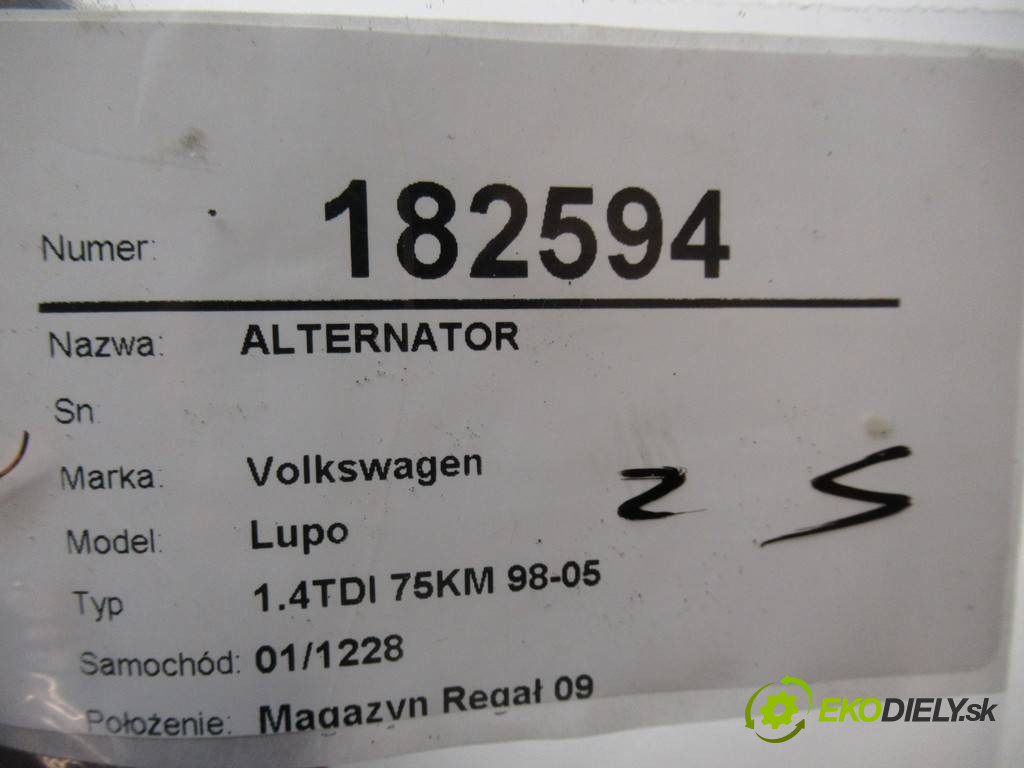 Numer: 182594
Nazwa: ALTERNATOR
Sn
Marka: Volkswagen
Model: Lupo
Typ 1.4TDI 75KM 98-05
Samochód: 01/1228
Położenie: Magazyn Regał 09
2 S
EKODIELY.sk